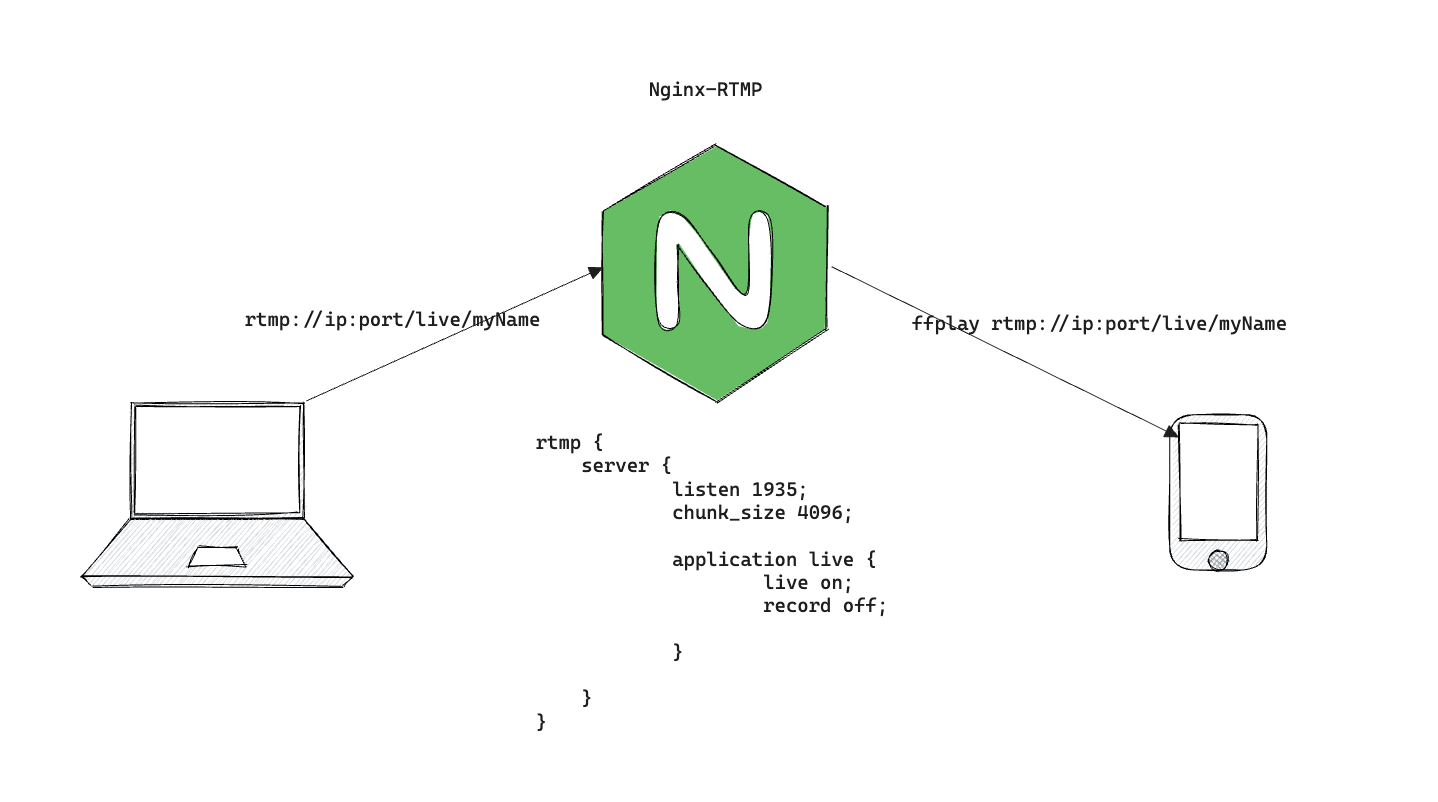 Nginx-RTMP
N
rtmp://ip:port/live/myName
ffplay rtmp://ip:port/live/myName
rtmp {
    server {
            listen 1935;
            chunk_size 4096;

            application live {
                    live on;
                    record off;

            }

    }
}